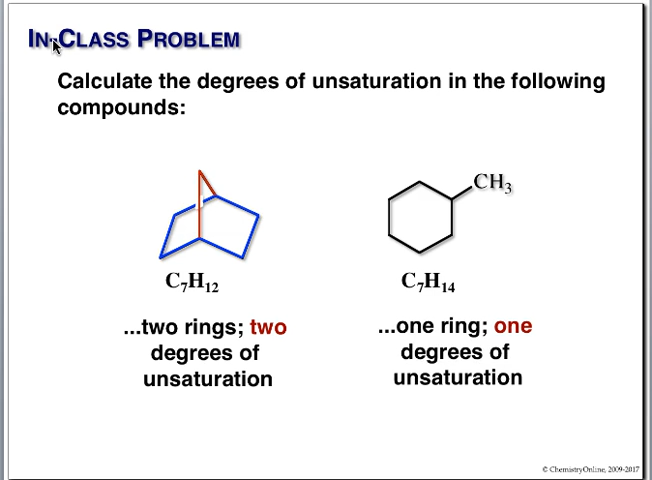 IN-CLASS PROBLEM
Calculate the degrees of unsaturation in the following
compounds:
CH3
C7H12
C7H14
...two rings; two
degrees of
unsaturation
...one ring; one
degrees of
unsaturation
© ChemistryOnline, 2009-2017